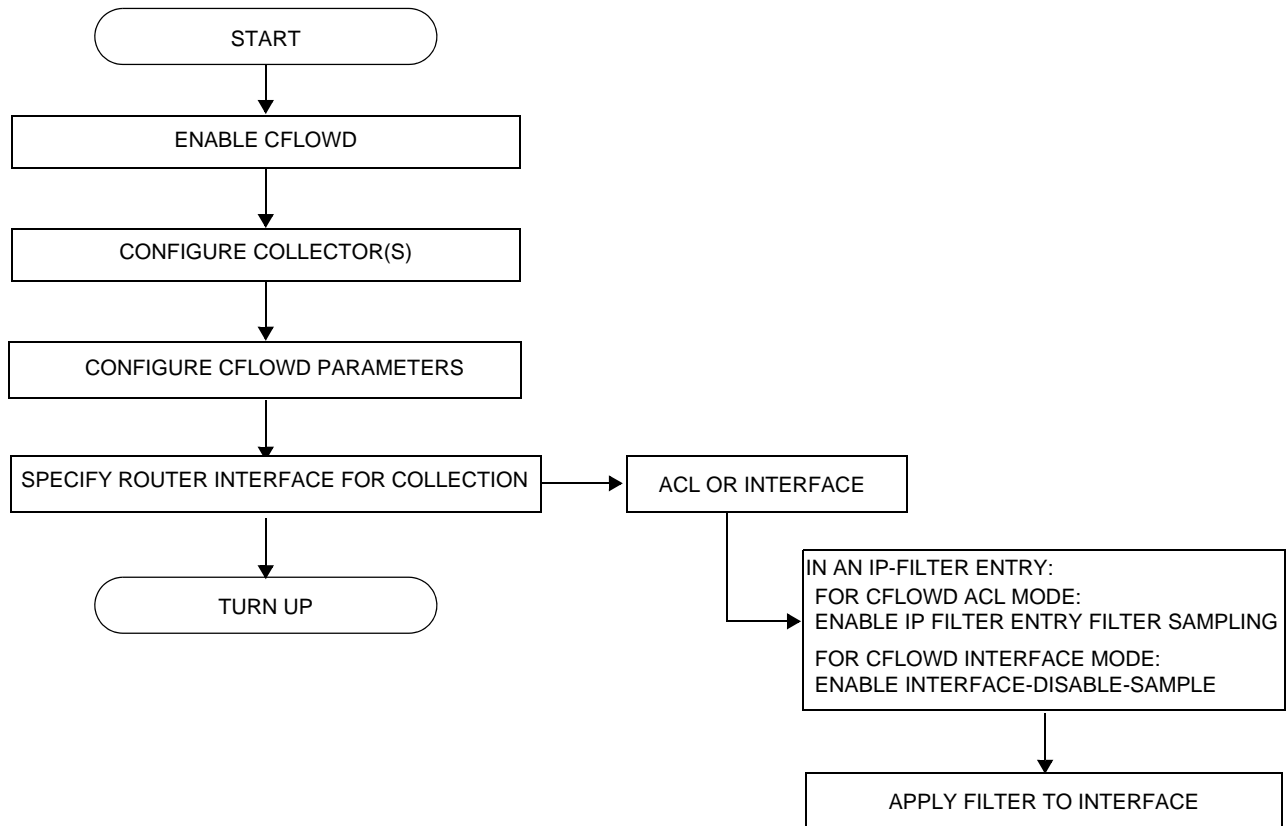 START
ENABLE CFLOWD
CONFIGURE COLLECTOR(S)
CONFIGURE CFLOWD PARAMETERS
SPECIFY ROUTER INTERFACE FOR COLLECTION
ACL OR INTERFACE
TURN UP
IN AN IP-FILTER ENTRY:
FOR CFLOWD ACL MODE:
ENABLE IP FILTER ENTRY FILTER SAMPLING
FOR CFLOWD INTERFACE MODE:
ENABLE INTERFACE-DISABLE-SAMPLE
APPLY FILTER TO INTERFACE